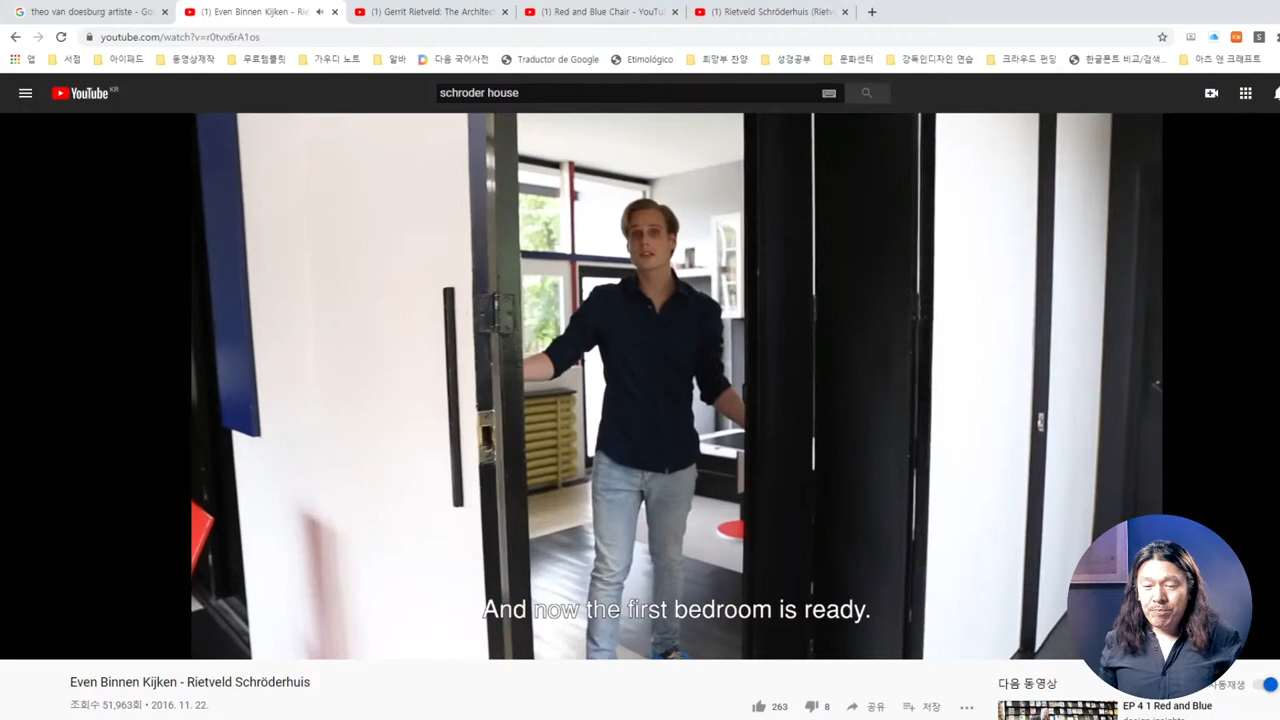 theo van doesburg artiste - Go
(1) Even Binnen Kijken - Rie
(1) Gerrit Rietveld: The Architec
(1) Red and Blue Chair - YouTu
(1) Rietveld Schröderhuis (Rietv
youtube.com/watch?v=r0tvx6rA1os
앱
서점
아이패드
동영상제작
무료템플릿
가우디 노트
알바
다음 국어사전
Traductor de Google
Etimológico
희망부 찬양
성경공부
문화센터
강독인디자인 연습
크라우드 펀딩
한글폰트 비교/검색...
아츠 앤 크래프트
YouTube KR
schroder house
And now the first bedroom is ready.
Even Binnen Kijken - Rietveld Schröderhuis
조회수 51,963회 • 2016. 11. 22.
263
8
공유
저장
다음 동영상
자동재생
EP 4 1 Red and Blue
design insights